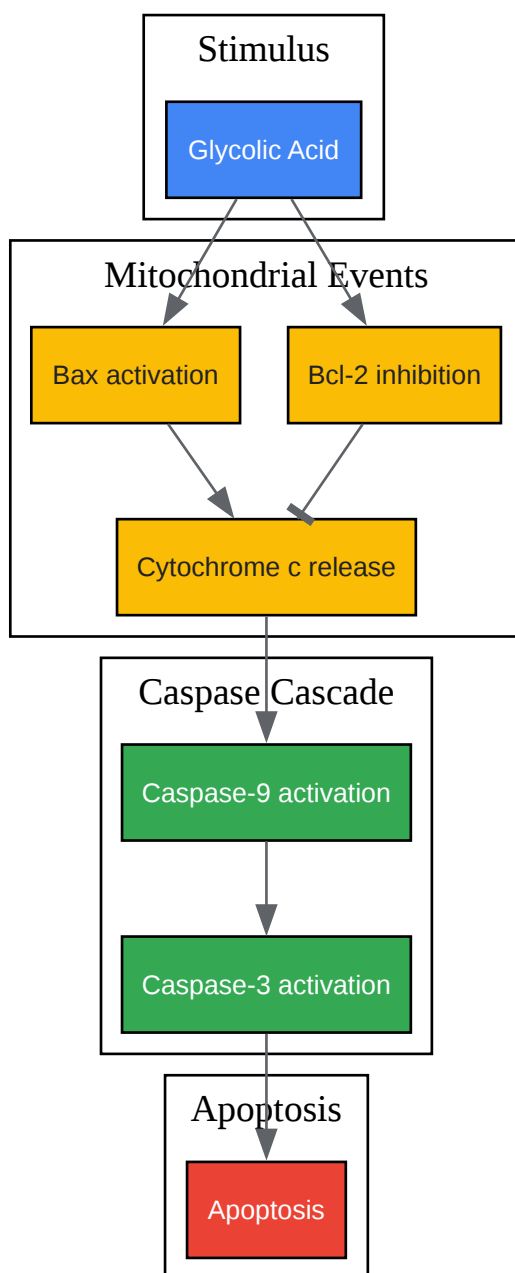 Stimulus
Glycolic Acid
Mitochondrial Events
Bax activation
Bcl-2 inhibition
Cytochrome c release
Caspase Cascade
Caspase-9 activation
Caspase-3 activation
Apoptosis
Apoptosis